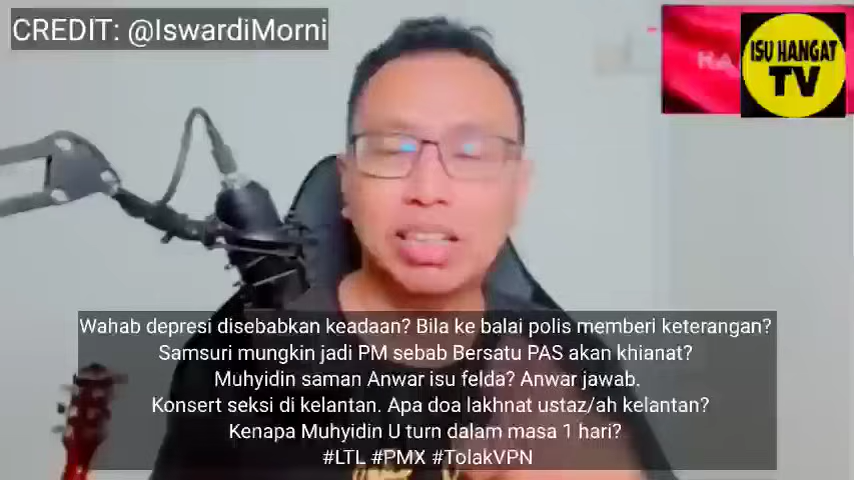 CREDIT: @IswardiMorni
ISU HANGAT
TV
Wahab depresi disebabkan keadaan? Bila ke balai polis memberi keterangan?
Samsuri mungkin jadi PM sebab Bersatu PAS akan khianat?
Muhyidin saman Anwar isu felda? Anwar jawab.
Konsert seksi di kelantan. Apa doa lakhnat ustaz/ah kelantan?
Kenapa Muhyidin U turn dalam masa 1 hari?
#LTL #PMX #TolakVPN